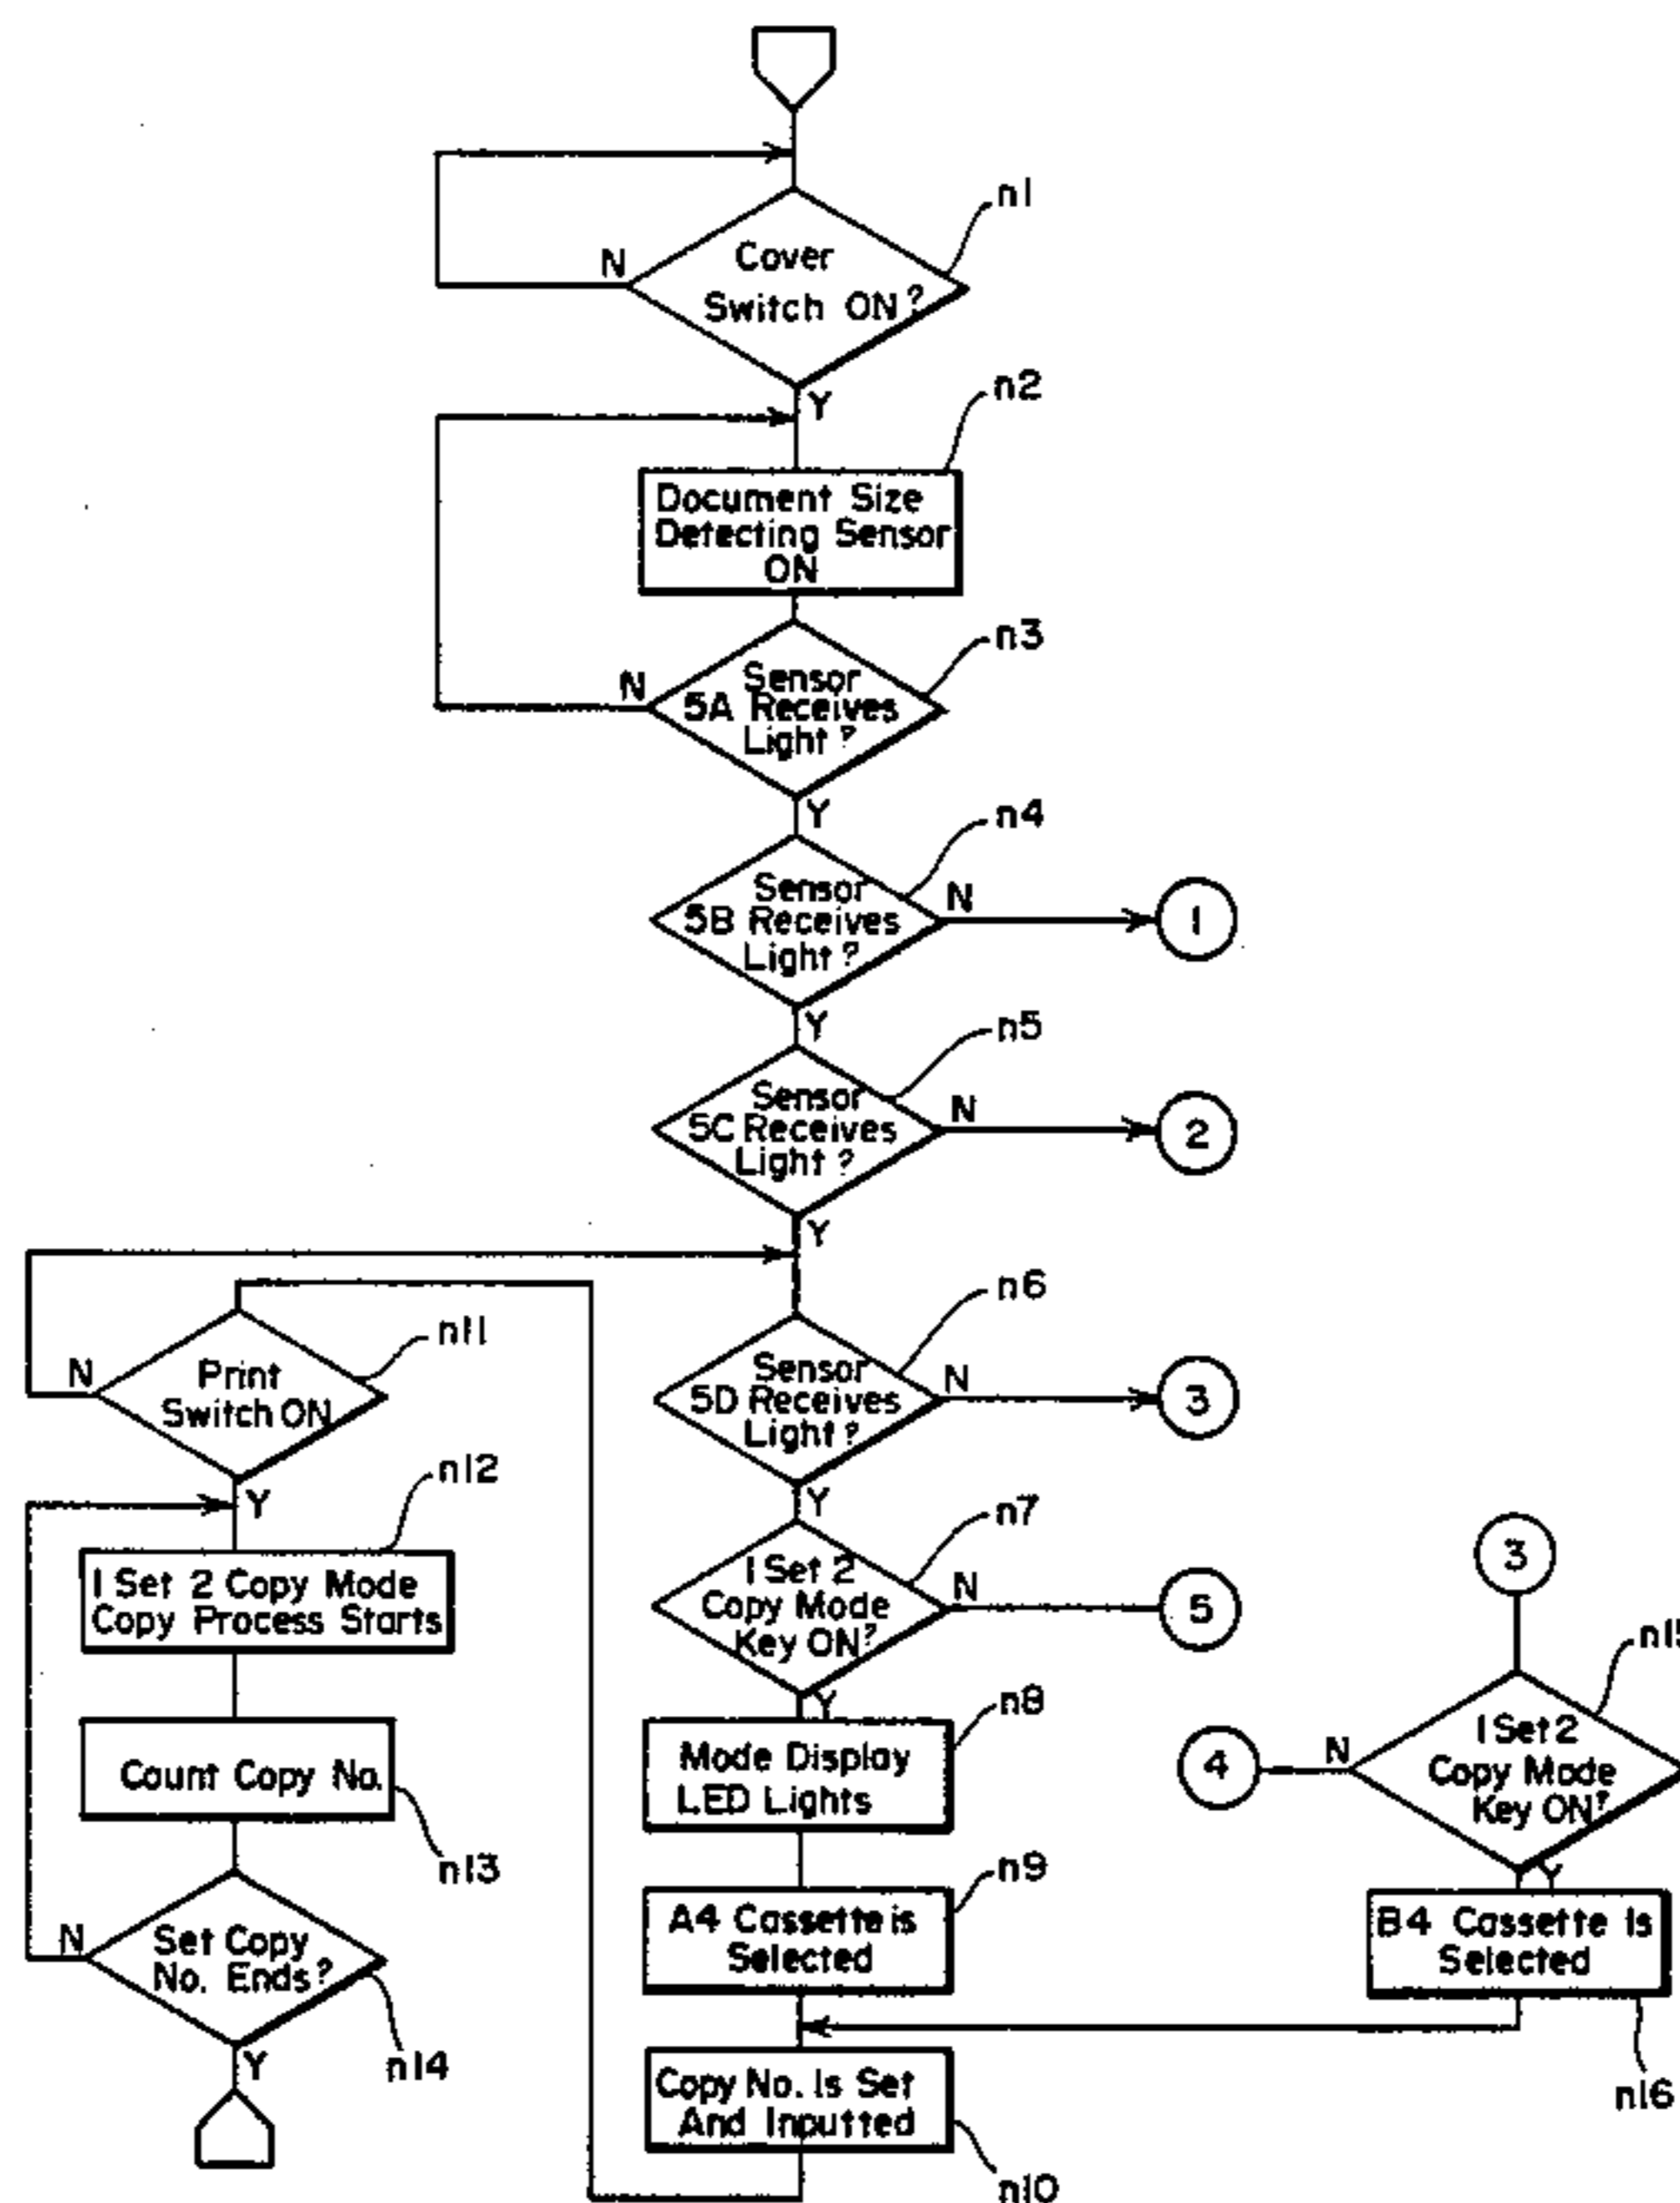 n1
Cover
Switch ON?
N
Y
n2
Document Size
Detecting Sensor
ON
n3
Sensor
5A Receives
Light?
N
Y
n4
Sensor
5B Receives
Light?
N
1
Y
n5
Sensor
5C Receives
Light?
N
2
Y
n6
Sensor
5D Receives
Light?
N
3
Y
n7
1 Set 2
Copy Mode
Key ON?
N
5
Y
n8
Mode Display
LED Lights
n9
A4 Cassette is
Selected
Copy No. Is Set
And Inputted
n10
n11
Print
Switch ON
N
Y
n12
1 Set 2 Copy Mode
Copy Process Starts
Count Copy No.
n13
Set Copy
No. Ends?
N
n14
Y
3
n15
1 Set 2
Copy Mode
Key ON?
N
4
Y
B4 Cassette Is
Selected
n16